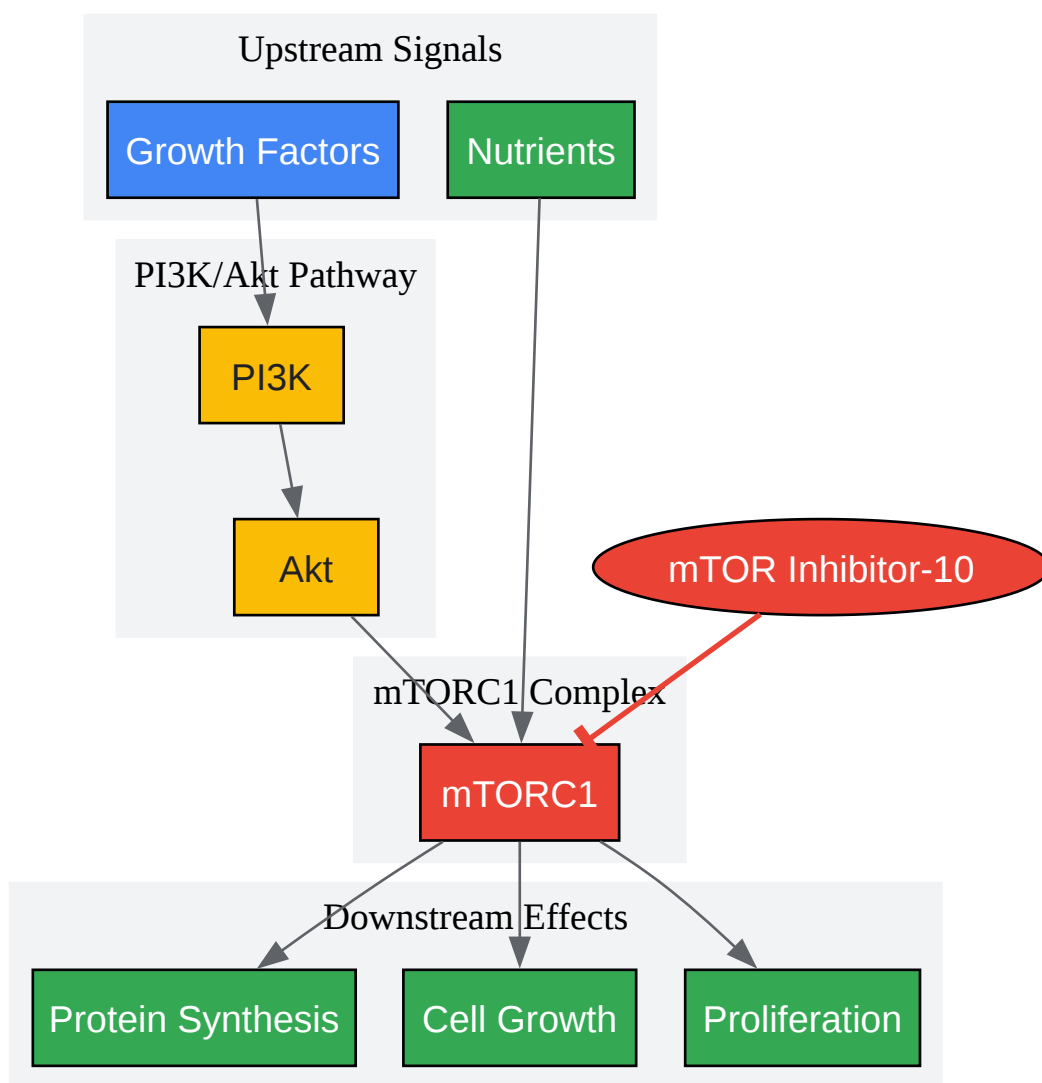 Upstream Signals
Growth Factors
Nutrients
PI3K/Akt Pathway
PI3K
Akt
mTOR Inhibitor-10
mTORC1 Complex
mTORC1
Downstream Effects
Protein Synthesis
Cell Growth
Proliferation